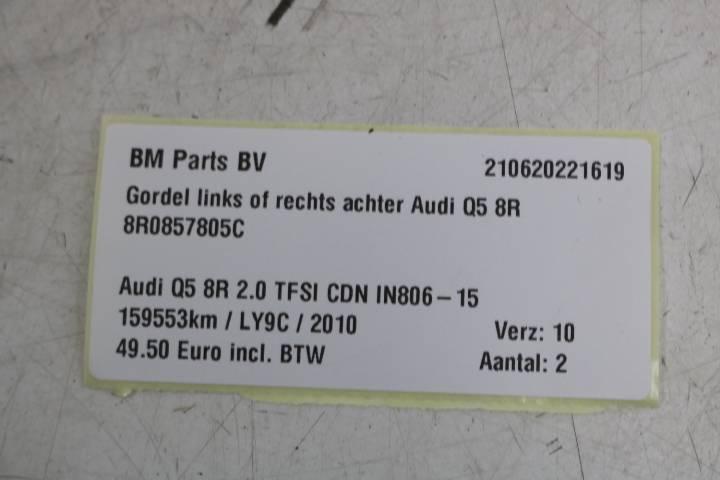 BM Parts BV 210620221619
Gordel links of rechts achter Audi Q5 8R
8R0857805C
Audi Q5 8R 2.0 TFSI CDN IN806-15
159553km / LY9C / 2010 Verz: 10
49.50 Euro incl. BTW Aantal: 2